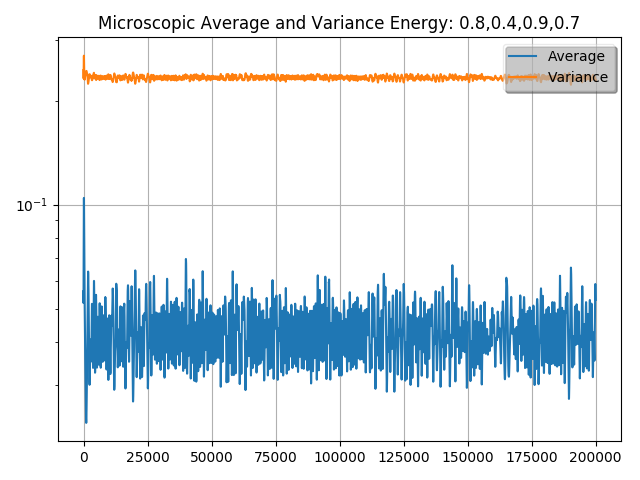 Microscopic Average and Variance Energy: 0.8,0.4,0.9,0.7
Average
Variance
10^{-1}
0 25000 50000 75000 100000 125000 150000 175000 200000